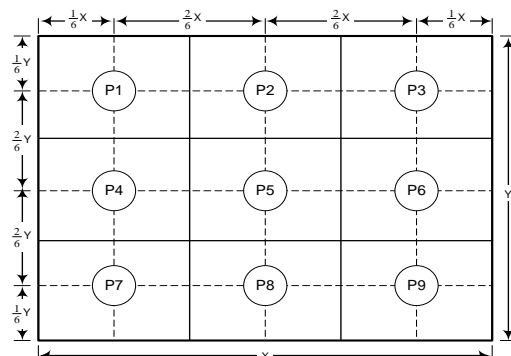 1/6 X 2/6 X 2/6 X 1/6 X
1/6 Y
P1 P2 P3
2/6 Y
P4 P5 P6 Y
2/6 Y
P7 P8 P9
1/6 Y
X